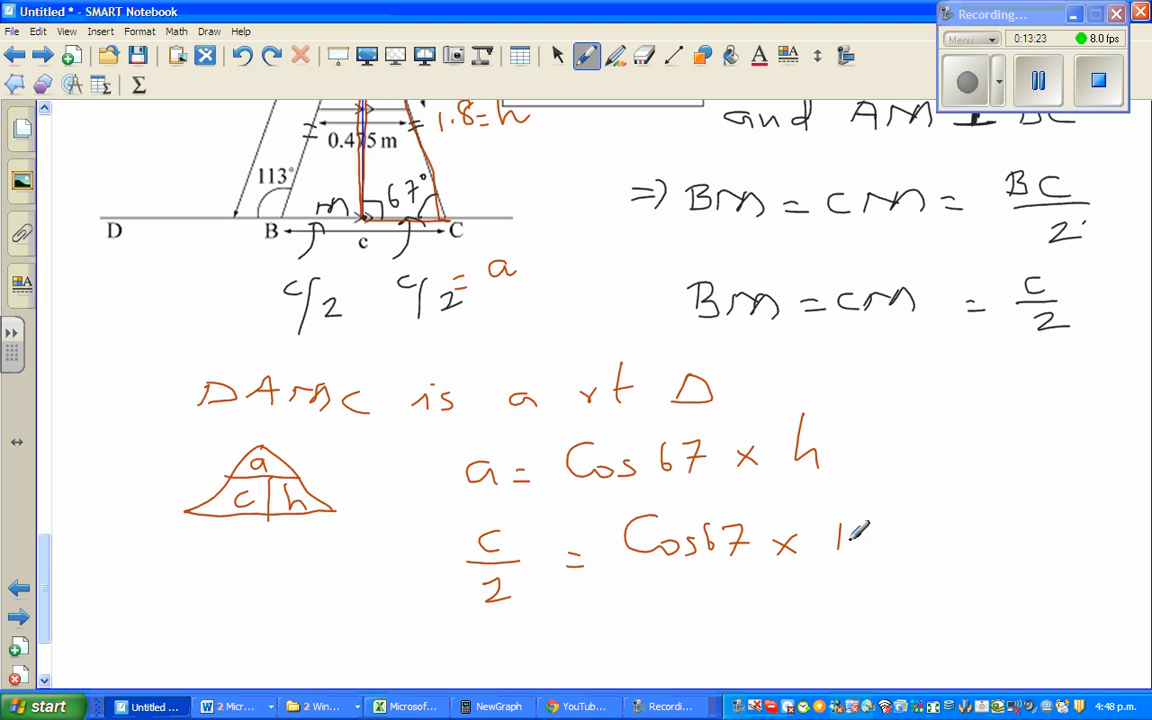 Untitled * - SMART Notebook
Recording...
File Edit View Insert Format Math Draw Help
Menu 0:13:23 8.0 fps
1.8 = h
and AM ⊥ BC
0.475 m
113°
67°
m
D B c C
c/2 c/2 = a
=> BM = CM = BC/2
BM = CM = c/2
ΔAMC is a rt Δ
a
c h
a = Cos 67 × h
c/2 = Cos 67 × 1
start Untitled ... 2 Micr... 2 Win... Microsof... NewGraph YouTub... Recordi... 4:48 p.m.